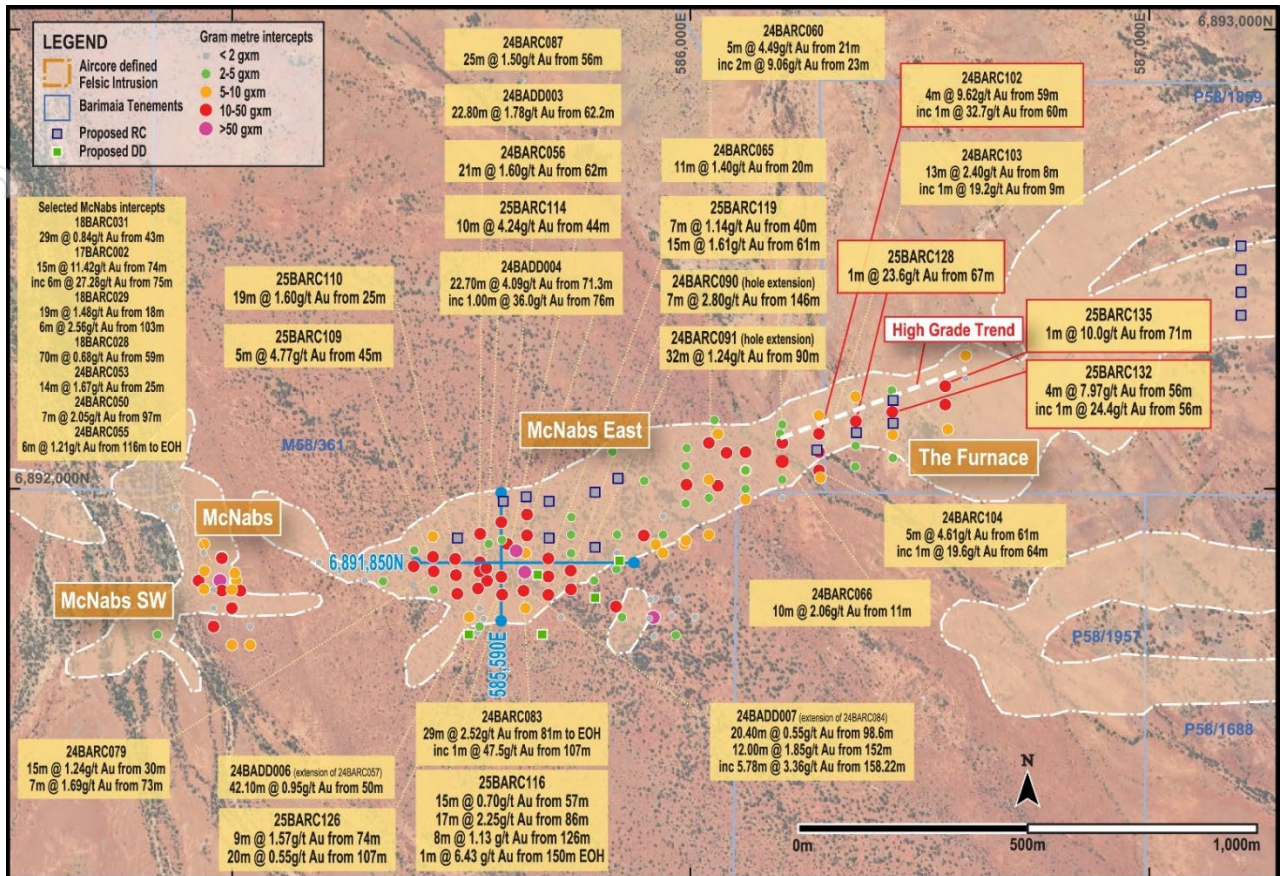 LEGEND
Aircore defined
Felsic Intrusion
Barimaia Tenements
Proposed RC
Proposed DD
Gram metre intercepts
< 2 gxm
2-5 gxm
5-10 gxm
10-50 gxm
>50 gxm
24BARC087
25m @ 1.50g/t Au from 56m
24BADD003
22.80m @ 1.78g/t Au from 62.2m
24BARC056
21m @ 1.60g/t Au from 62m
25BARC114
10m @ 4.24g/t Au from 44m
24BADD004
22.70m @ 4.09g/t Au from 71.3m
inc 1.00m @ 36.0g/t Au from 76m
586,000E
24BARC060
5m @ 4.49g/t Au from 21m
inc 2m @ 9.06g/t Au from 23m
587,000E
6,893,000N
P58/1859
24BARC102
4m @ 9.62g/t Au from 59m
inc 1m @ 32.7g/t Au from 60m
24BARC103
13m @ 2.40g/t Au from 8m
inc 1m @ 19.2g/t Au from 9m
24BARC065
11m @ 1.40g/t Au from 20m
25BARC119
7m @ 1.14g/t Au from 40m
15m @ 1.61g/t Au from 61m
24BARC090 (hole extension)
7m @ 2.80g/t Au from 146m
24BARC091 (hole extension)
32m @ 1.24g/t Au from 90m
25BARC128
1m @ 23.6g/t Au from 67m
High Grade Trend
25BARC135
1m @ 10.0g/t Au from 71m
25BARC132
4m @ 7.97g/t Au from 56m
inc 1m @ 24.4g/t Au from 56m
Selected McNabs intercepts
18BARC031
29m @ 0.84g/t Au from 43m
17BARC002
15m @ 11.42g/t Au from 74m
inc 6m @ 27.28g/t Au from 75m
18BARC029
19m @ 1.48g/t Au from 18m
6m @ 2.56g/t Au from 103m
18BARC028
70m @ 0.68g/t Au from 59m
24BARC053
14m @ 1.67g/t Au from 25m
24BARC050
7m @ 2.05g/t Au from 97m
24BARC055
6m @ 1.21g/t Au from 116m to EOH
25BARC110
19m @ 1.60g/t Au from 25m
25BARC109
5m @ 4.77g/t Au from 45m
M58/361
McNabs East
The Furnace
6,892,000N
McNabs
McNabs SW
6,891,850N
585,590E
24BARC104
5m @ 4.61g/t Au from 61m
inc 1m @ 19.6g/t Au from 64m
24BARC066
10m @ 2.06g/t Au from 11m
P58/1957
P58/1688
24BARC079
15m @ 1.24g/t Au from 30m
7m @ 1.69g/t Au from 73m
24BADD006 (extension of 24BARC057)
42.10m @ 0.95g/t Au from 50m
25BARC126
9m @ 1.57g/t Au from 74m
20m @ 0.55g/t Au from 107m
24BARC083
29m @ 2.52g/t Au from 81m to EOH
inc 1m @ 47.5g/t Au from 107m
25BARC116
15m @ 0.70g/t Au from 57m
17m @ 2.25g/t Au from 86m
8m @ 1.13 g/t Au from 126m
1m @ 6.43 g/t Au from 150m EOH
24BADD007 (extension of 24BARC084)
20.40m @ 0.55g/t Au from 98.6m
12.00m @ 1.85g/t Au from 152m
inc 5.78m @ 3.36g/t Au from 158.22m
N
0m
500m
1,000m